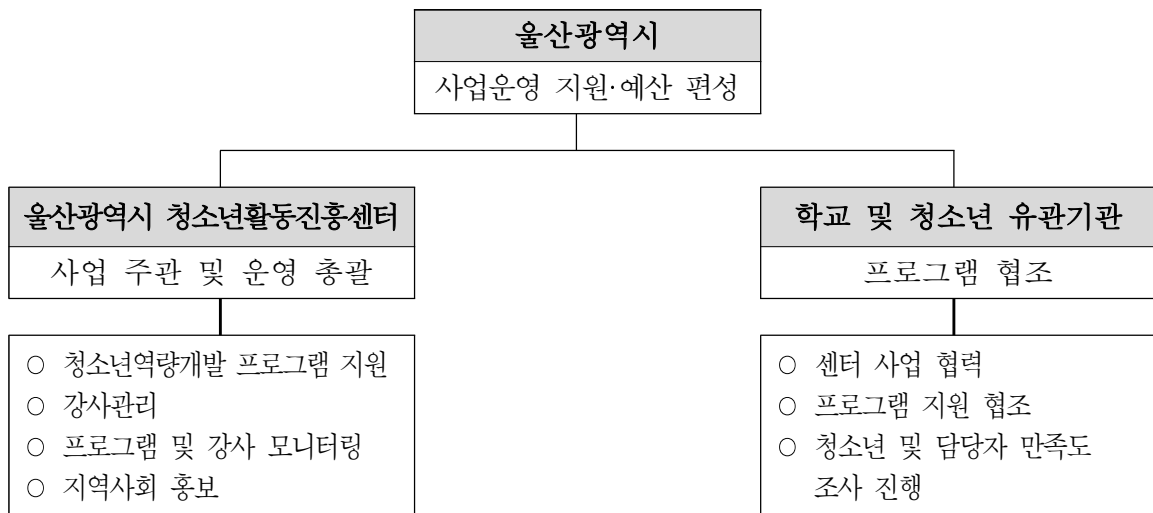 울산광역시
사업운영 지원·예산 편성
울산광역시 청소년활동진흥센터
사업 주관 및 운영 총괄
○ 청소년역량개발 프로그램 지원
○ 강사관리
○ 프로그램 및 강사 모니터링
○ 지역사회 홍보
학교 및 청소년 유관기관
프로그램 협조
○ 센터 사업 협력
○ 프로그램 지원 협조
○ 청소년 및 담당자 만족도
조사 진행